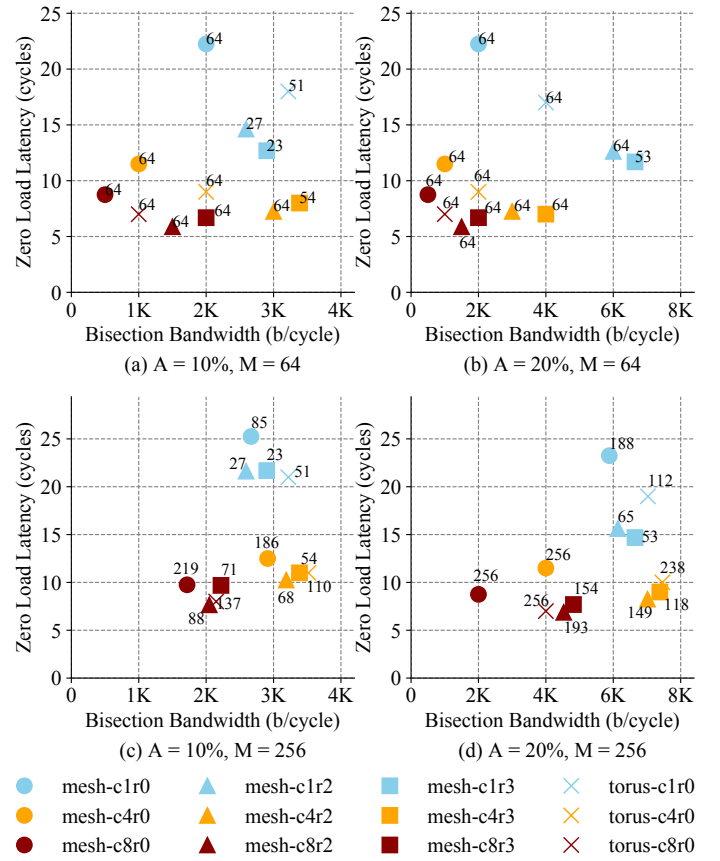 25
20
15
10
5
0
Zero Load Latency (cycles)
64
51
27
23
64
64
64
54
64
64
64
64
64
0
1K
2K
3K
4K
Bisection Bandwidth (b/cycle)
(a) A = 10%, M = 64
25
20
15
10
5
0
Zero Load Latency (cycles)
64
64
64
53
64
64
64
64
64
64
64
64
0
2K
4K
6K
8K
Bisection Bandwidth (b/cycle)
(b) A = 20%, M = 64
25
20
15
10
5
0
Zero Load Latency (cycles)
85
27
23
51
186
54
110
68
219
71
137
88
0
1K
2K
3K
4K
Bisection Bandwidth (b/cycle)
(c) A = 10%, M = 256
25
20
15
10
5
0
Zero Load Latency (cycles)
188
112
65
53
256
238
118
149
256
256
154
193
0
2K
4K
6K
8K
Bisection Bandwidth (b/cycle)
(d) A = 20%, M = 256
mesh-c1r0 mesh-c1r2 mesh-c1r3 torus-c1r0
mesh-c4r0 mesh-c4r2 mesh-c4r3 torus-c4r0
mesh-c8r0 mesh-c8r2 mesh-c8r3 torus-c8r0